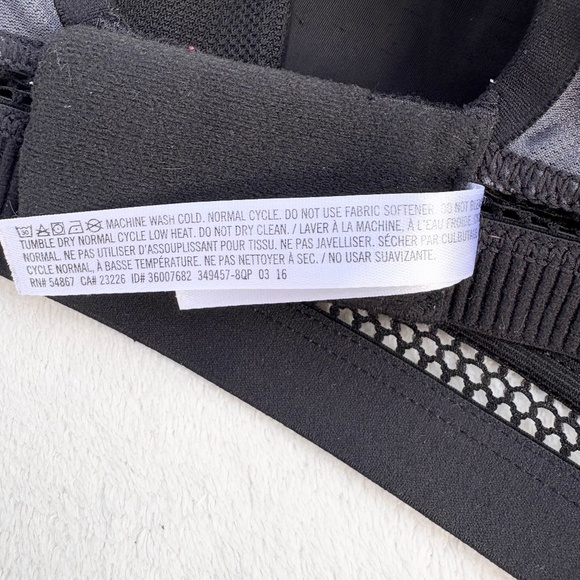 30 MACHINE WASH COLD. NORMAL CYCLE. DO NOT USE FABRIC SOFTENER. DO NOT
TUMBLE DRY NORMAL CYCLE LOW HEAT. DO NOT DRY CLEAN. / LAVER À LA MACHINE, À L'EAU FROIDE,
NORMAL. NE PAS UTILISER D'ASSOUPLISSANT POUR TISSU. NE PAS JAVELLISER. SÉCHER PAR CULBUTAGE
CYCLE NORMAL, À BASSE TEMPÉRATURE. NE PAS NETTOYER À SEC. / NO USAR SUAVIZANTE.
RN# 54867 CA# 23226 ID# 36007682 349457-8QP 03 16